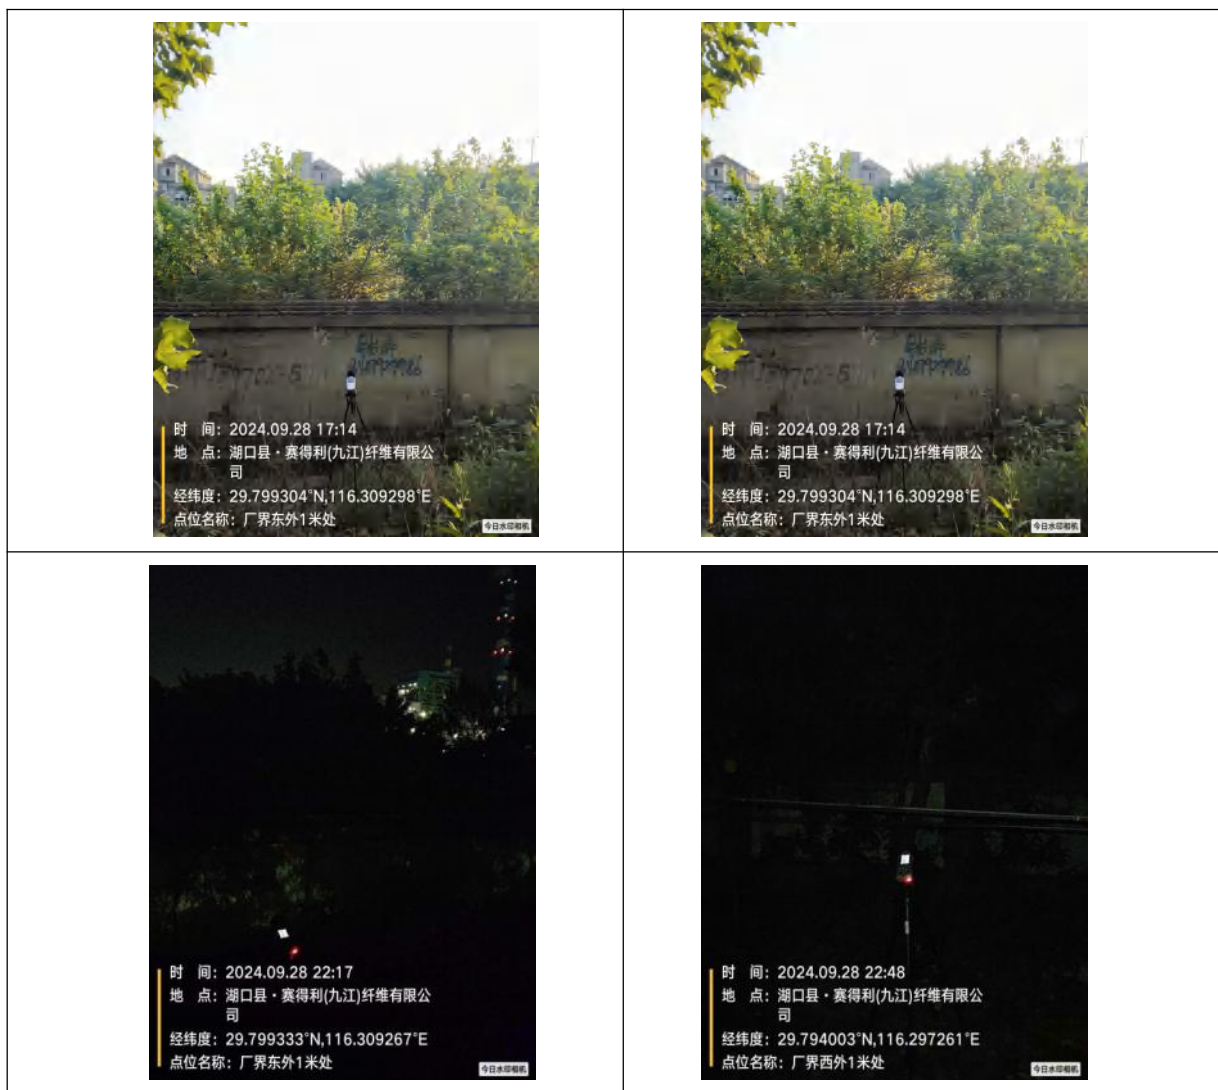 时 间：2024.09.28 17:14
地 点：湖口县·赛得利(九江)纤维有限公
司
经纬度：29.799304°N,116.309298°E
点位名称：厂界东外1米处
今日水印相机
时 间：2024.09.28 17:14
地 点：湖口县·赛得利(九江)纤维有限公
司
经纬度：29.799304°N,116.309298°E
点位名称：厂界东外1米处
今日水印相机
时 间：2024.09.28 22:17
地 点：湖口县·赛得利(九江)纤维有限公
司
经纬度：29.799333°N,116.309267°E
点位名称：厂界东外1米处
今日水印相机
时 间：2024.09.28 22:48
地 点：湖口县·赛得利(九江)纤维有限公
司
经纬度：29.794003°N,116.297261°E
点位名称：厂界西外1米处
今日水印相机